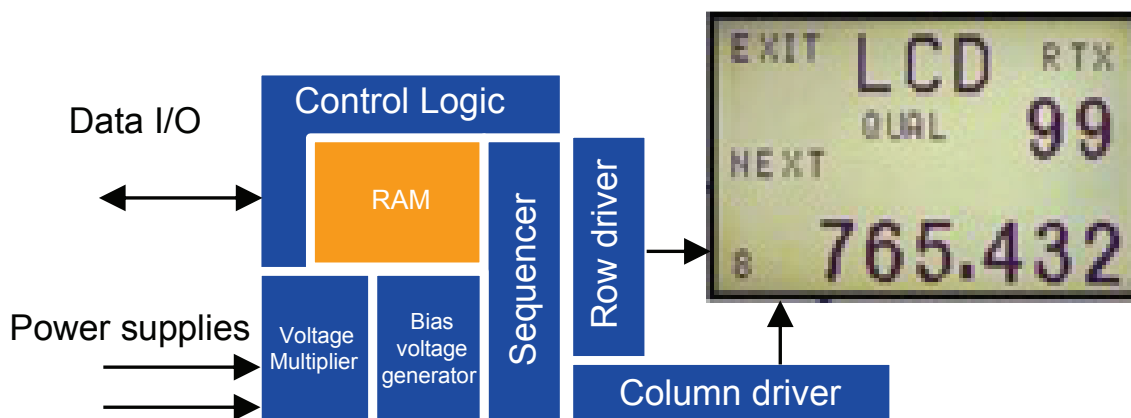 Data I/O
Power supplies
Control Logic
RAM
Voltage
Multiplier
Bias
voltage
generator
Sequencer
Row driver
Column driver
EXIT LCD RTX
QUAL 99
NEXT
8 765.432